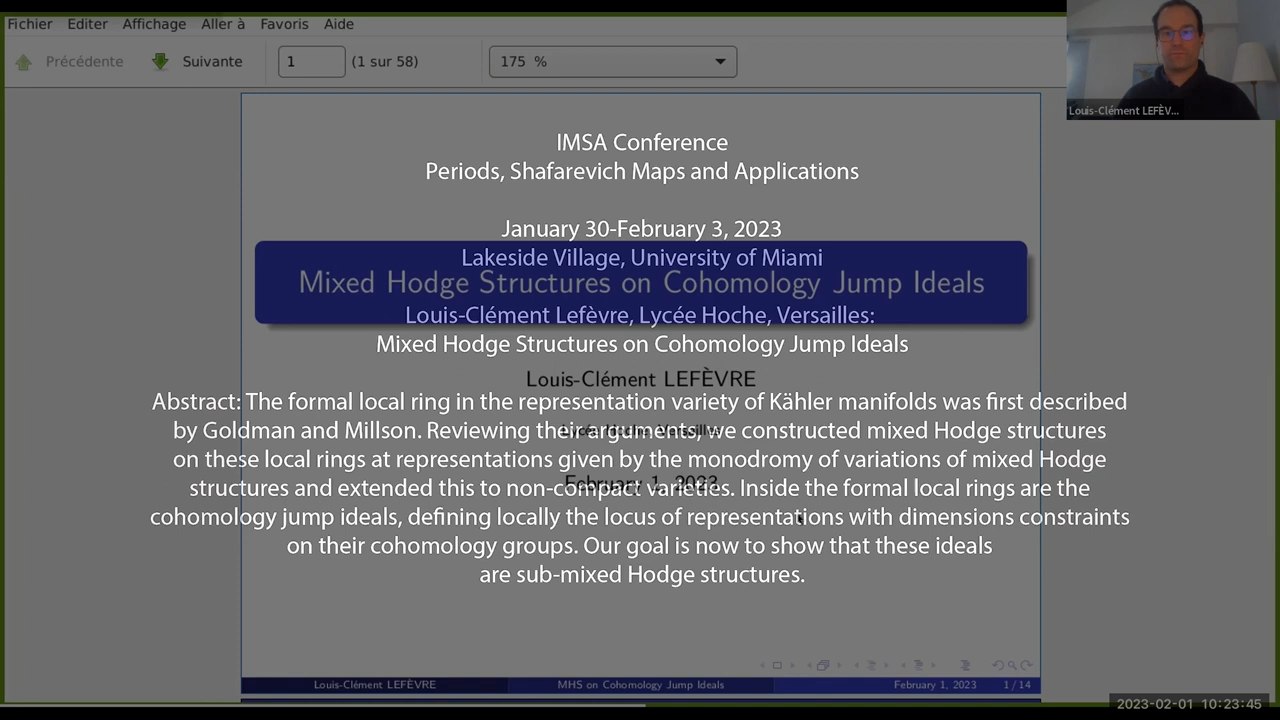 Fichier Editer Affichage Aller à Favoris Aide
Précédente Suivante 1 (1 sur 58) 175 %
Louis-Clément LEFÈV...
IMSA Conference
Periods, Shafarevich Maps and Applications
January 30-February 3, 2023
Lakeside Village, University of Miami
Mixed Hodge Structures on Cohomology Jump Ideals
Louis-Clément Lefèvre, Lycée Hoche, Versailles:
Mixed Hodge Structures on Cohomology Jump Ideals
Louis-Clément LEFÈVRE
Abstract: The formal local ring in the representation variety of Kähler manifolds was first described
by Goldman and Millson. Reviewing their arguments, we constructed mixed Hodge structures
on these local rings at representations given by the monodromy of variations of mixed Hodge
February 1, 2023
structures and extended this to non-compact varieties. Inside the formal local rings are the
cohomology jump ideals, defining locally the locus of representations with dimensions constraints
on their cohomology groups. Our goal is now to show that these ideals
are sub-mixed Hodge structures.
Louis-Clément LEFÈVRE MHS on Cohomology Jump Ideals February 1, 2023 1 / 14
2023-02-01 10:23:45